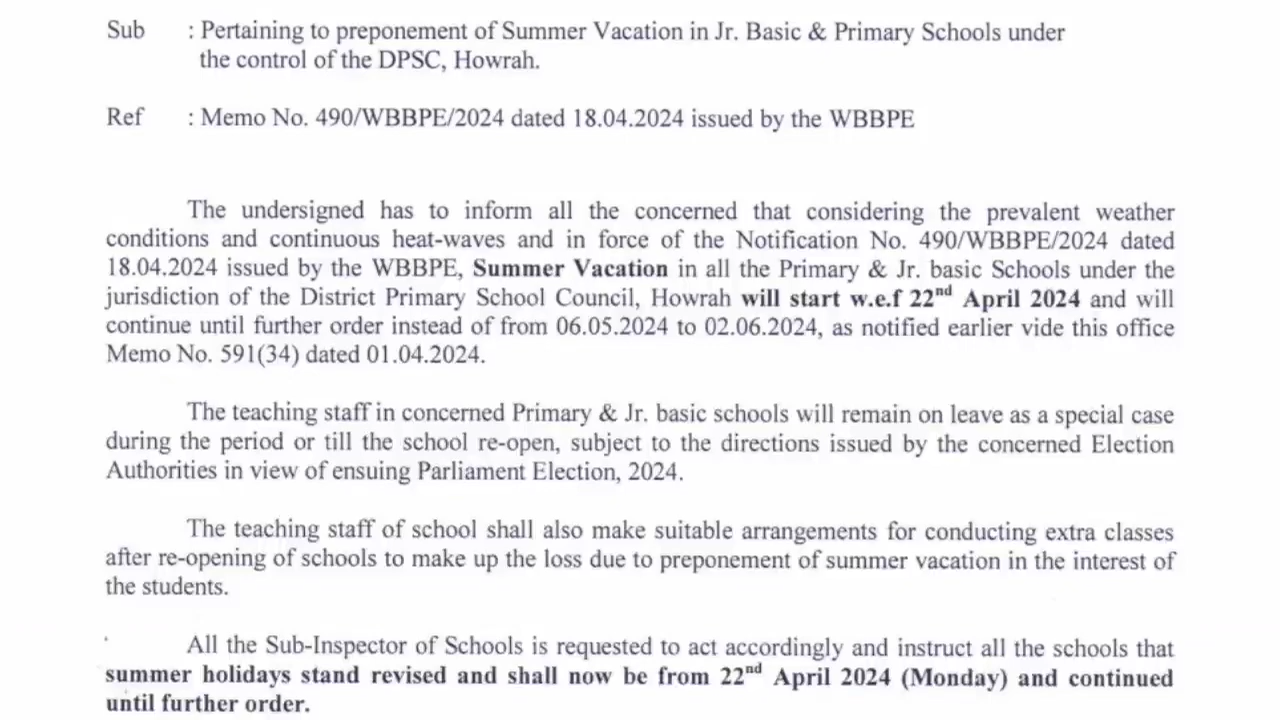 Sub : Pertaining to preponement of Summer Vacation in Jr. Basic & Primary Schools under
the control of the DPSC, Howrah.
Ref : Memo No. 490/WBBPE/2024 dated 18.04.2024 issued by the WBBPE
The undersigned has to inform all the concerned that considering the prevalent weather
conditions and continuous heat-waves and in force of the Notification No. 490/WBBPE/2024 dated
18.04.2024 issued by the WBBPE, Summer Vacation in all the Primary & Jr. basic Schools under the
jurisdiction of the District Primary School Council, Howrah will start w.e.f 22nd April 2024 and will
continue until further order instead of from 06.05.2024 to 02.06.2024, as notified earlier vide this office
Memo No. 591(34) dated 01.04.2024.
The teaching staff in concerned Primary & Jr. basic schools will remain on leave as a special case
during the period or till the school re-open, subject to the directions issued by the concerned Election
Authorities in view of ensuing Parliament Election, 2024.
The teaching staff of school shall also make suitable arrangements for conducting extra classes
after re-opening of schools to make up the loss due to preponement of summer vacation in the interest of
the students.
All the Sub-Inspector of Schools is requested to act accordingly and instruct all the schools that
summer holidays stand revised and shall now be from 22nd April 2024 (Monday) and continued
until further order.